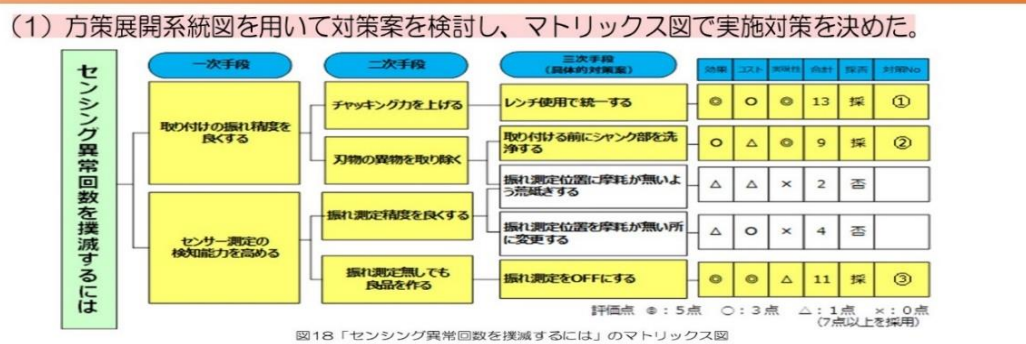 (1)方策展開系統図を用いて対策案を検討し、マトリックス図で実施対策を決めた。
センシング異常回数を撲滅するには
一次手段
二次手段
三次手段
(具体的対策案)
効果 コスト 実現性 合計 採否 対策No
取り付けの振れ精度を
良くする
チャッキング力を上げる
レンチ使用で統一する
◎ ○ ◎ 13 採 ①
刃物の異物を取り除く
取り付ける前にシャンク部を洗
浄する
○ △ ◎ 9 採 ②
センサー測定の
検知能力を高める
振れ測定精度を良くする
振れ測定位置に摩耗が無いよ
う荒砥ぎする
△ △ × 2 否
振れ測定位置を摩耗が無い所
に変更する
△ ○ × 4 否
振れ測定無しでも
良品を作る
振れ測定をOFFにする
◎ ◎ △ 11 採 ③
評価点 ◎:5点 ○:3点 △:1点 ×:0点
(7点以上を採用)
図18「センシング異常回数を撲滅するには」のマトリックス図